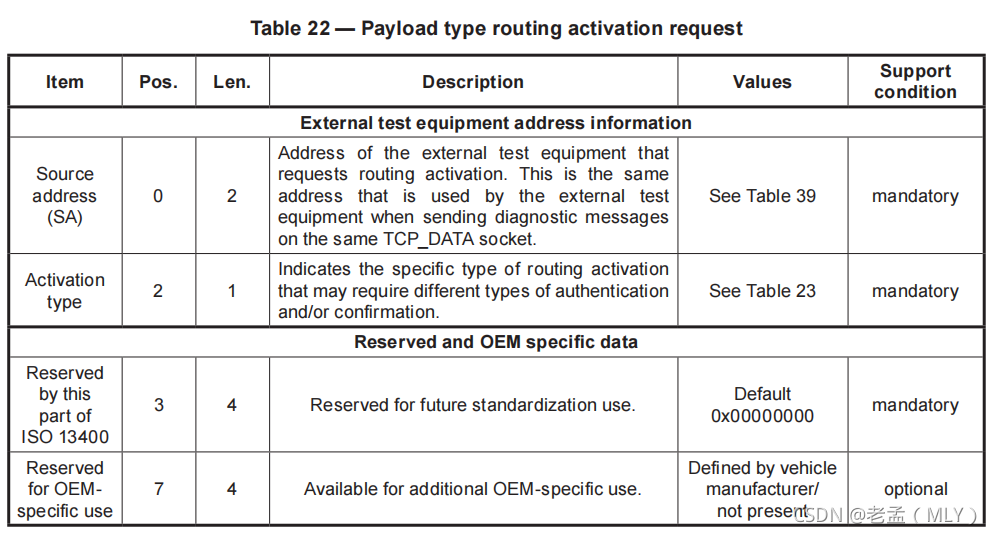 Table 22 — Payload type routing activation request
Item Pos. Len. Description Values Support
condition
External test equipment address information
Source
address
(SA)
0 2
Address of the external test equipment that
requests routing activation. This is the same
address that is used by the external test
equipment when sending diagnostic messages
on the same TCP_DATA socket.
See Table 39 mandatory
Activation
type
2 1
Indicates the specific type of routing activation
that may require different types of authentication
and/or confirmation.
See Table 23 mandatory
Reserved and OEM specific data
Reserved
by this
part of
ISO 13400
3 4 Reserved for future standardization use.
Default
0x00000000
mandatory
Reserved
for OEM-
specific use
7 4 Available for additional OEM-specific use.
Defined by vehicle
manufacturer/
not present
optional
CSDN @老孟（MLY）